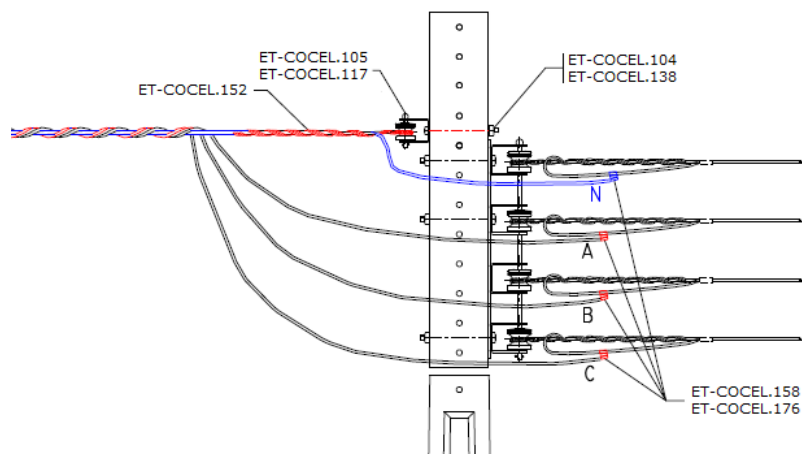 ET-COCEL.105
ET-COCEL.117
ET-COCEL.104
ET-COCEL.138
ET-COCEL.152
N
A
B
C
ET-COCEL.158
ET-COCEL.176